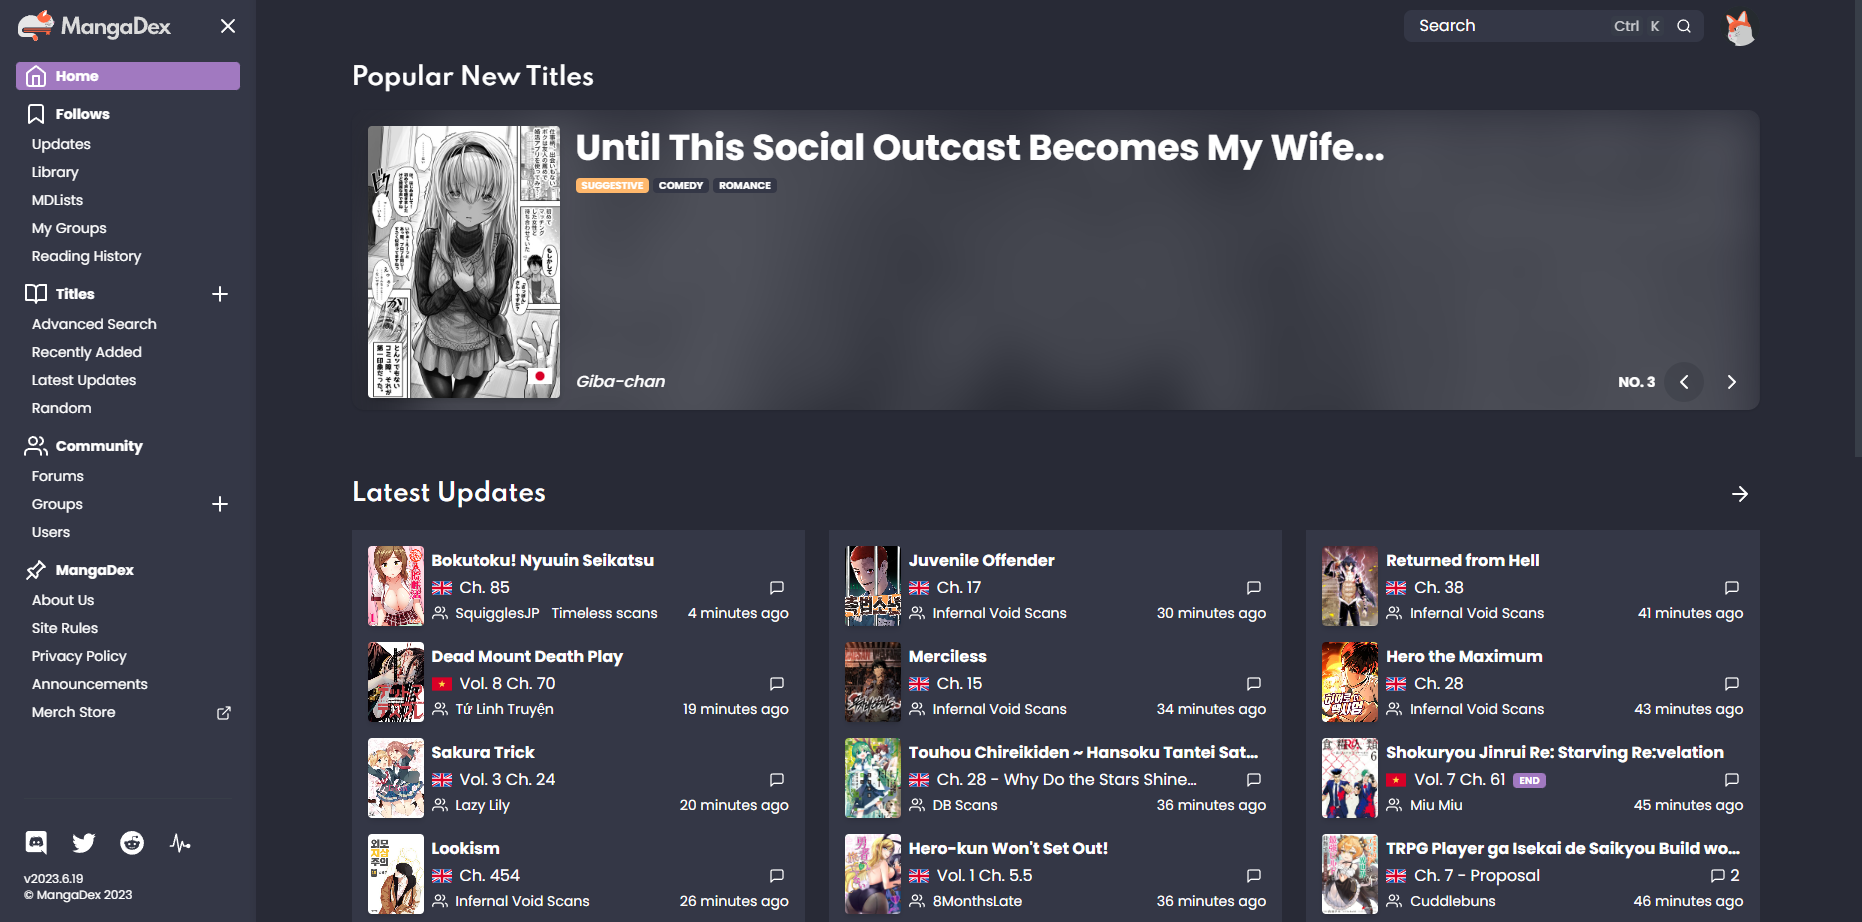 MangaDex
Search Ctrl K
Home
Follows
Updates
Library
MDLists
My Groups
Reading History
Titles
Advanced Search
Recently Added
Latest Updates
Random
Community
Forums
Groups
Users
MangaDex
About Us
Site Rules
Privacy Policy
Announcements
Merch Store
v2023.6.19
© MangaDex 2023
Popular New Titles
Until This Social Outcast Becomes My Wife...
SUGGESTIVE COMEDY ROMANCE
Giba-chan
NO. 3
Latest Updates
Bokutoku! Nyuuin Seikatsu
Ch. 85
SquigglesJP Timeless scans 4 minutes ago
Dead Mount Death Play
Vol. 8 Ch. 70
Tứ Linh Truyện 19 minutes ago
Sakura Trick
Vol. 3 Ch. 24
Lazy Lily 20 minutes ago
외모
지상
주의
Lookism
Ch. 454
Infernal Void Scans 26 minutes ago
촉법소년
Juvenile Offender
Ch. 17
Infernal Void Scans 30 minutes ago
Merciless
Ch. 15
Infernal Void Scans 34 minutes ago
Touhou Chireikiden ~ Hansoku Tantei Sat...
Ch. 28 - Why Do the Stars Shine...
DB Scans 36 minutes ago
Hero-kun Won't Set Out!
Vol. 1 Ch. 5.5
8MonthsLate 36 minutes ago
Returned from Hell
Ch. 38
Infernal Void Scans 41 minutes ago
Hero the Maximum
Ch. 28
Infernal Void Scans 43 minutes ago
Shokuryou Jinrui Re: Starving Re:velation
Vol. 7 Ch. 61 END
Miu Miu 45 minutes ago
TRPG Player ga Isekai de Saikyou Build wo...
Ch. 7 - Proposal 2
Cuddlebuns 46 minutes ago